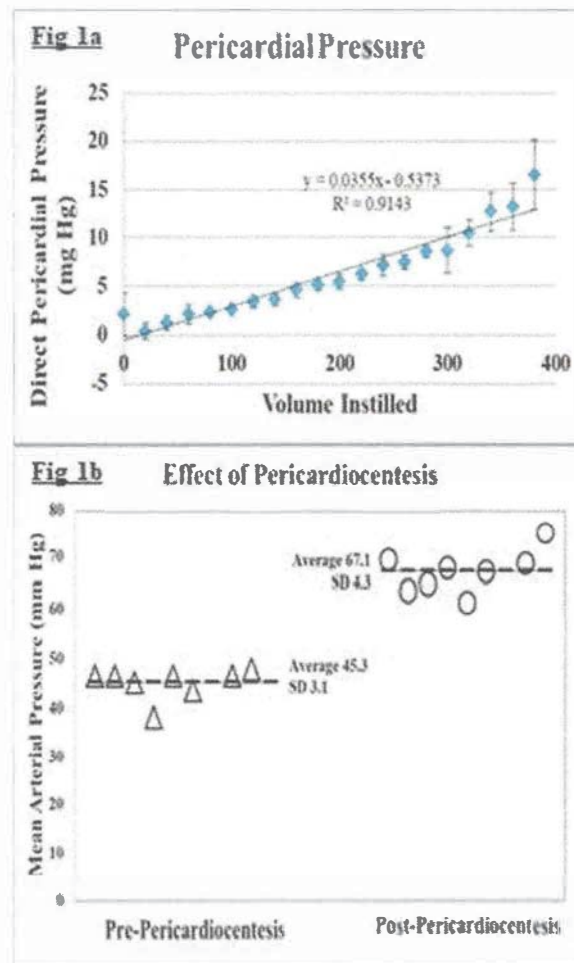 Fig 1a
Pericardial Pressure
Direct Pericardial Pressure
(mg Hg)
25
20
15
10
5
0
-5
y = 0.0355x - 0.5373
R² = 0.9143
0
100
200
300
400
Volume Instilled
Fig 1b
Effect of Pericardiocentesis
Mean Arterial Pressure (mm Hg)
80
70
60
50
40
30
20
10
0
Average 67.1
SD 4.3
Average 45.3
SD 3.1
Pre-Pericardiocentesis
Post-Pericardiocentesis